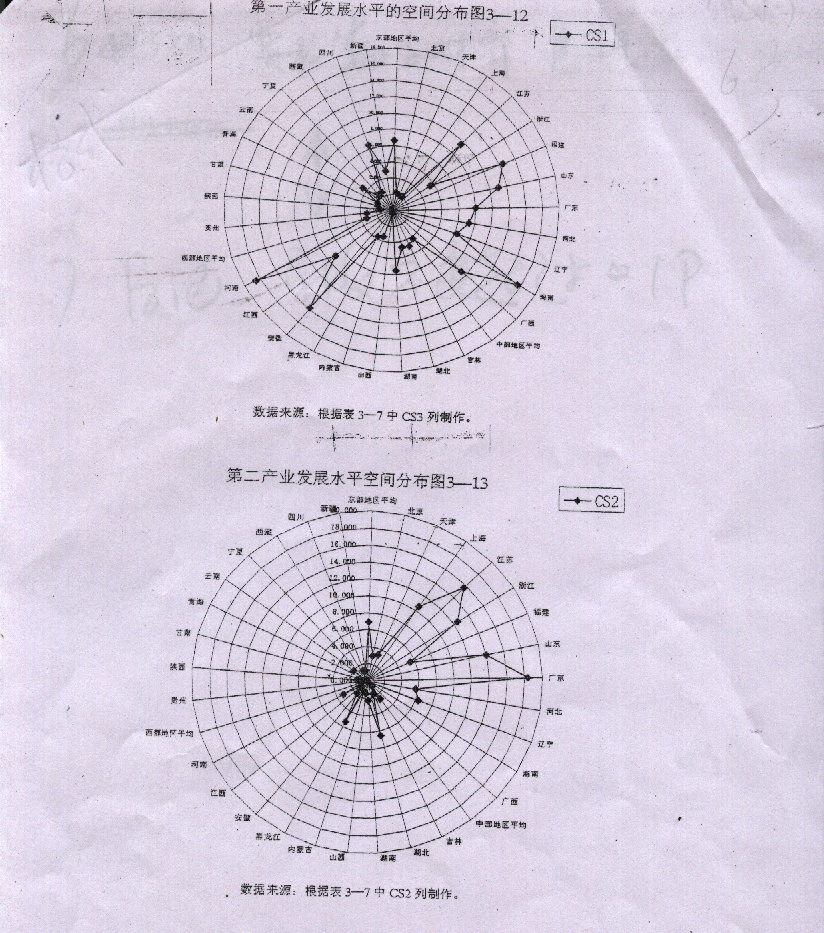 第一产业发展水平的空间分布图3—12
CS1
东部地区平均
北京
天津
上海
江苏
浙江
福建
山东
广东
河北
辽宁
海南
广西
中部地区平均
吉林
湖北
湖南
山西
内蒙古
黑龙江
安徽
江西
河南
西部地区平均
贵州
陕西
甘肃
青海
云南
宁夏
西藏
四川
新疆
数据来源：根据表3—7中CS3列制作。
第二产业发展水平空间分布图3—13
CS2
东部地区平均
北京
天津
上海
江苏
浙江
福建
山东
广东
河北
辽宁
海南
广西
中部地区平均
吉林
湖北
湖南
山西
内蒙古
黑龙江
安徽
江西
河南
西部地区平均
贵州
陕西
甘肃
青海
云南
宁夏
西藏
四川
新疆
18.000
16.000
14.000
12.000
10.000
8.000
6.000
4.000
2.000
0.000
数据来源：根据表3—7中CS2列制作。